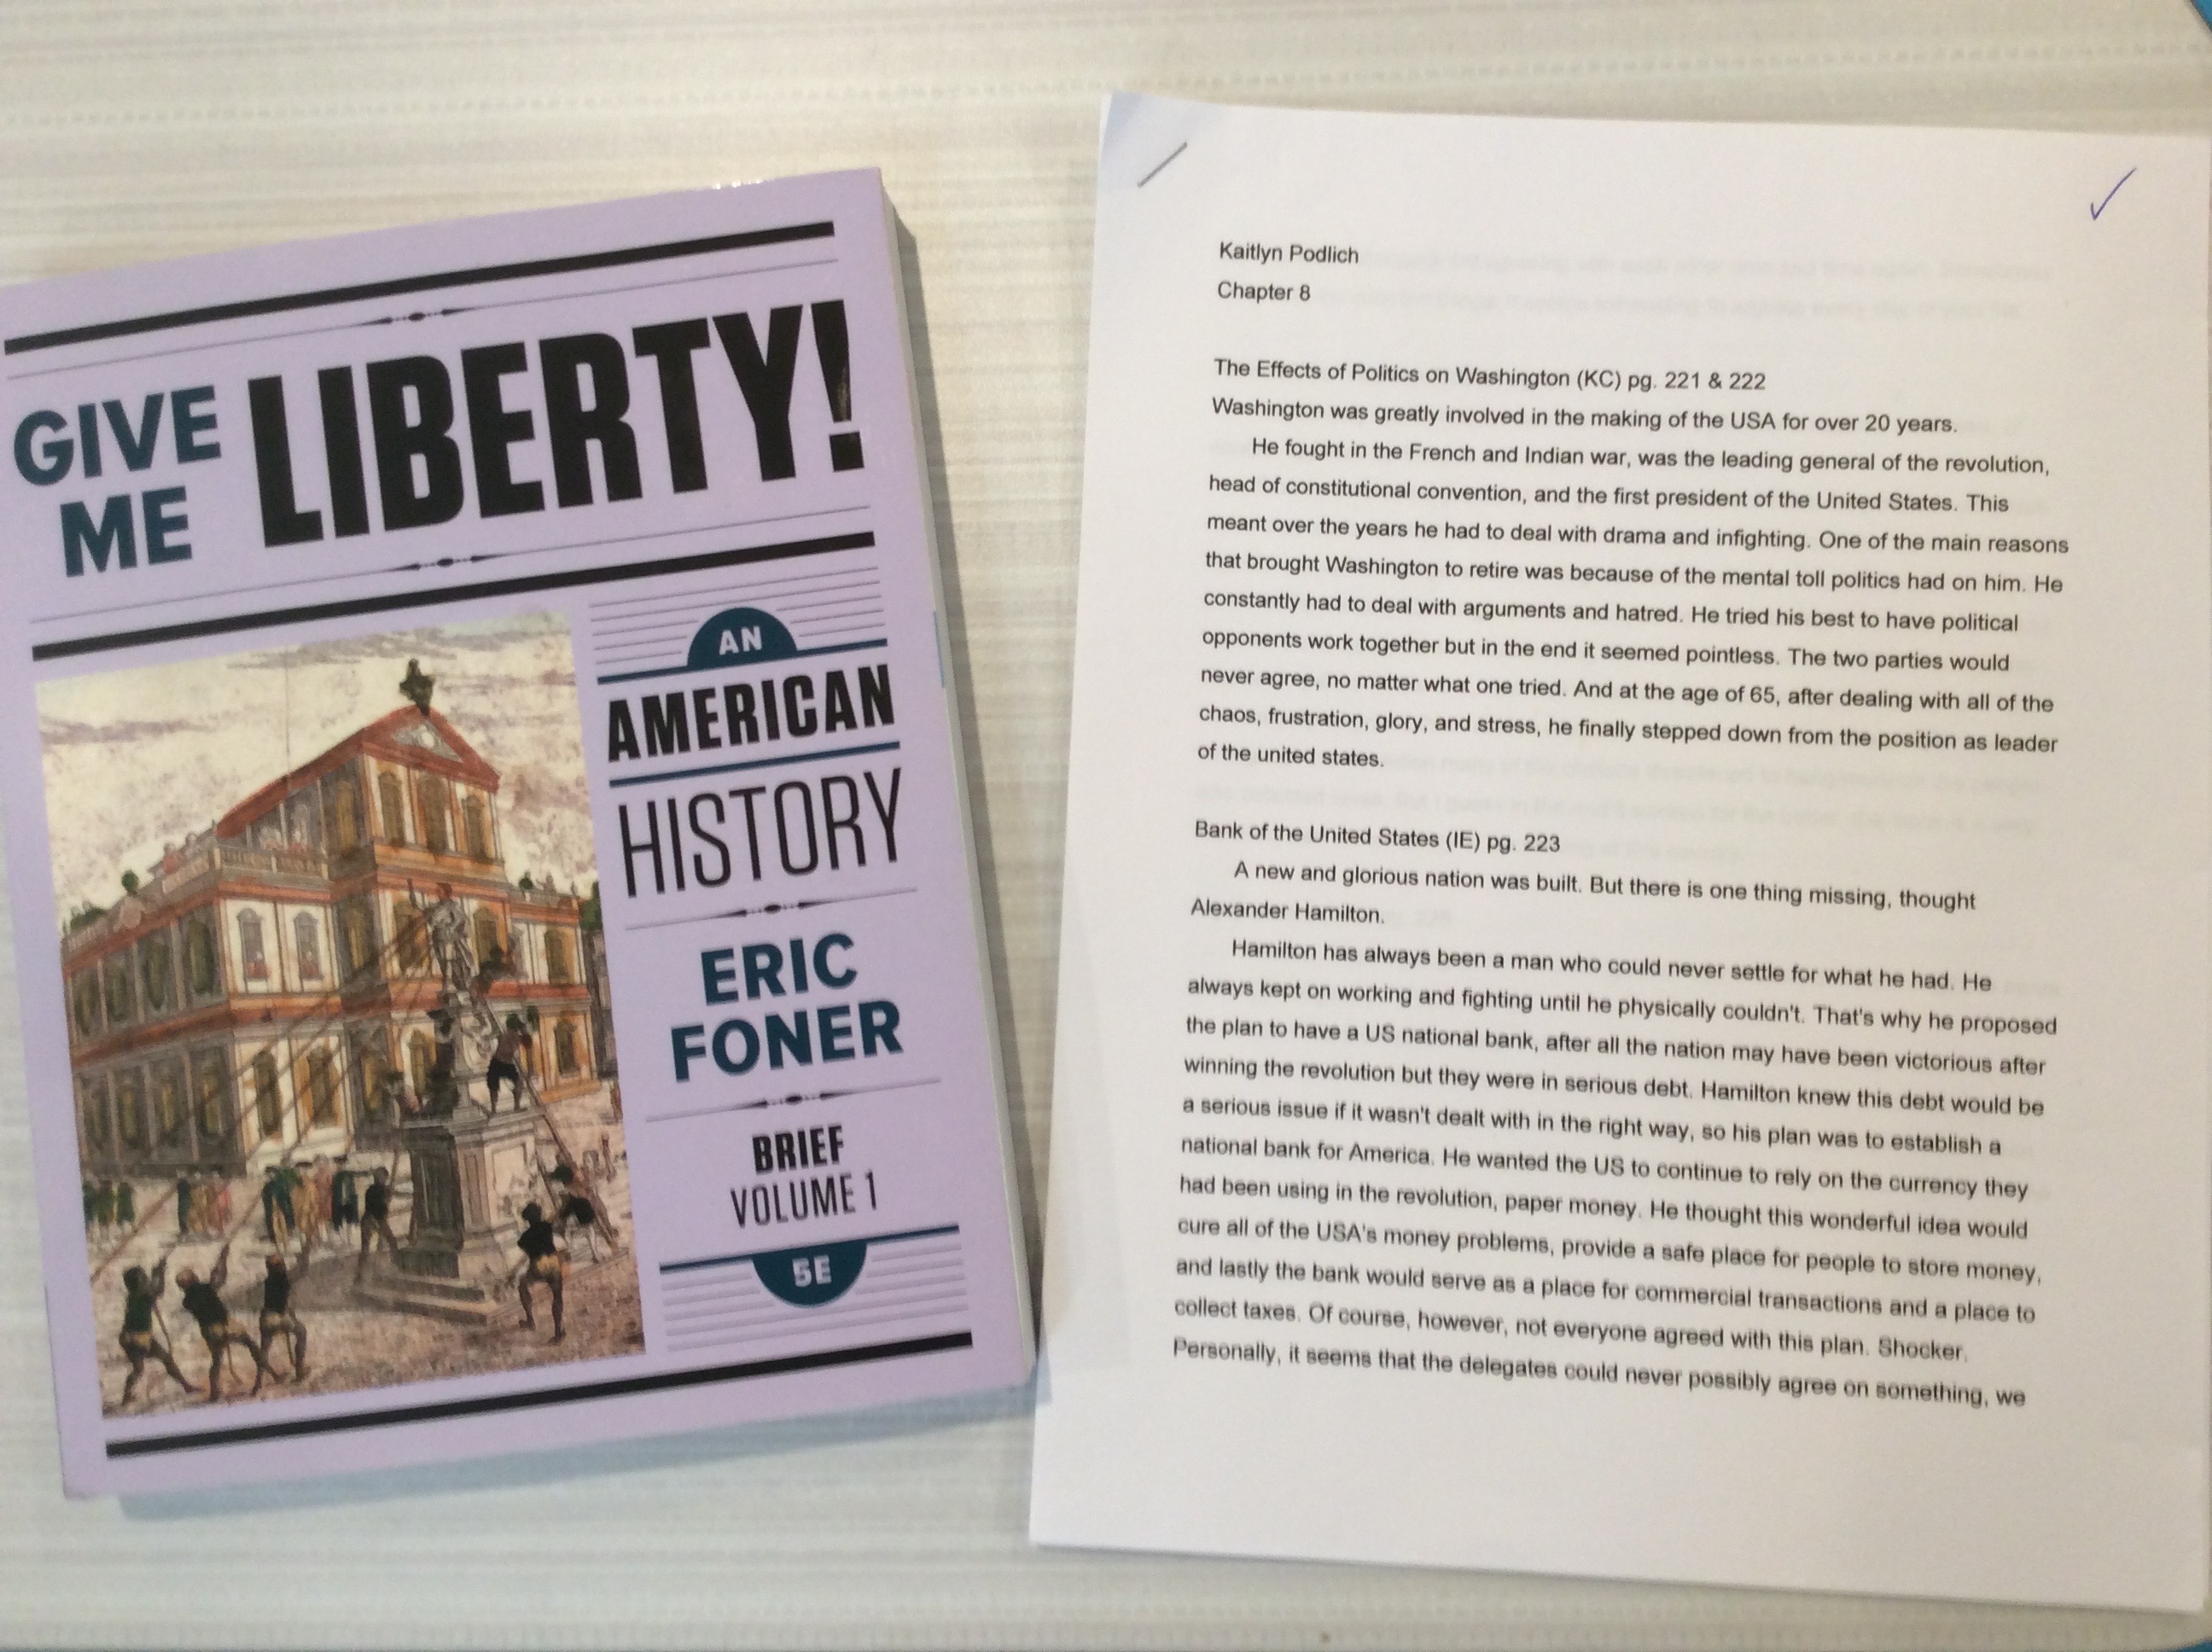 GIVE
ME
LIBERTY!
AN
AMERICAN
HISTORY
ERIC
FONER
BRIEF
VOLUME 1
5E
Kaitlyn Podlich
Chapter 8
The Effects of Politics on Washington (KC) pg. 221 & 222
Washington was greatly involved in the making of the USA for over 20 years.
He fought in the French and Indian war, was the leading general of the revolution,
head of constitutional convention, and the first president of the United States. This
meant over the years he had to deal with drama and infighting. One of the main reasons
that brought Washington to retire was because of the mental toll politics had on him. He
constantly had to deal with arguments and hatred. He tried his best to have political
opponents work together but in the end it seemed pointless. The two parties would
never agree, no matter what one tried. And at the age of 65, after dealing with all of the
chaos, frustration, glory, and stress, he finally stepped down from the position as leader
of the united states.
Bank of the United States (IE) pg. 223
A new and glorious nation was built. But there is one thing missing, thought
Alexander Hamilton.
Hamilton has always been a man who could never settle for what he had. He
always kept on working and fighting until he physically couldn't. That's why he proposed
the plan to have a US national bank, after all the nation may have been victorious after
winning the revolution but they were in serious debt. Hamilton knew this debt would be
a serious issue if it wasn't dealt with in the right way, so his plan was to establish a
national bank for America. He wanted the US to continue to rely on the currency they
had been using in the revolution, paper money. He thought this wonderful idea would
cure all of the USA's money problems, provide a safe place for people to store money,
and lastly the bank would serve as a place for commercial transactions and a place to
collect taxes. Of course, however, not everyone agreed with this plan. Shocker.
Personally, it seems that the delegates could never possibly agree on something, we